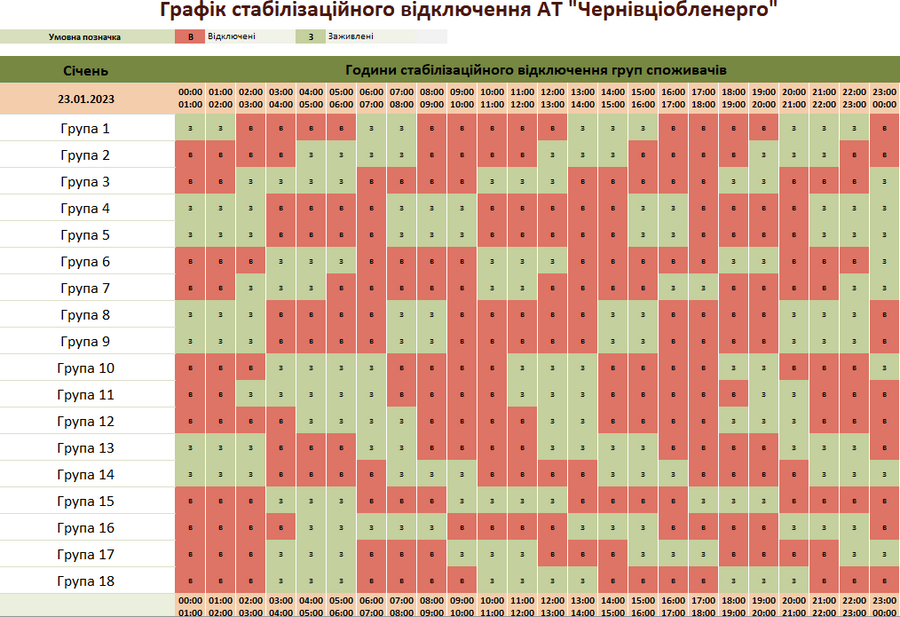 Графік стабілізаційного відключення АТ "Чернівціобленерго"
Умовна позначка В Відключені З Заживлені
Січень Години стабілізаційного відключення груп споживачів
00:00 01:00 02:00 03:00 04:00 05:00 06:00 07:00 08:00 09:00 10:00 11:00 12:00 13:00 14:00 15:00 16:00 17:00 18:00 19:00 20:00 21:00 22:00 23:00
23.01.2023 01:00 02:00 03:00 04:00 05:00 06:00 07:00 08:00 09:00 10:00 11:00 12:00 13:00 14:00 15:00 16:00 17:00 18:00 19:00 20:00 21:00 22:00 23:00 00:00
Група 1 З З В В В В З З В В В В В З З З В В В В З З З В
Група 2 В В В В З З З З В В В В З З З В В В В З З З В В
Група 3 В В З З З З В В В В З З З В В В В В З З В В В З
Група 4 З З З В В В В З З З В В В В В З З В В В В З З З
Група 5 З З З В В В В З З З В В В В В З З В В В В З З З
Група 6 В В В З З З В В В В З З З В В В В В З З В В В З
Група 7 В В З З З В В В В В З З В В В В З З В В В В З З
Група 8 З З З В В В В З З В В В В В З З В В В В З З З В
Група 9 З З З В В В В З З В В В В В З З В В В В З З З В
Група 10 В В В З З З З В В В В З З З В В В В З З В В В З
Група 11 В В З З З З З В В В В З З З В В В В В З З В В В
Група 12 В В В В З З З З В В В В З З В В В В З З З В В В
Група 13 З З З В В В З З В В В В З З З З В В В В З З З В
Група 14 З З З В В В В З З З В В В В З З З В В В В З З З
Група 15 В В В З З З В В В З З З З В В В В З З З В В В В
Група 16 В В В В З З З З З В В В В З З З В В В В З З З В
Група 17 В В В З З З В В В З З З В В В З З З В В В В З З
Група 18 В В В З З З В В В В З З З З В В В В З З З В В В
00:00 01:00 02:00 03:00 04:00 05:00 06:00 07:00 08:00 09:00 10:00 11:00 12:00 13:00 14:00 15:00 16:00 17:00 18:00 19:00 20:00 21:00 22:00 23:00
01:00 02:00 03:00 04:00 05:00 06:00 07:00 08:00 09:00 10:00 11:00 12:00 13:00 14:00 15:00 16:00 17:00 18:00 19:00 20:00 21:00 22:00 23:00 00:00